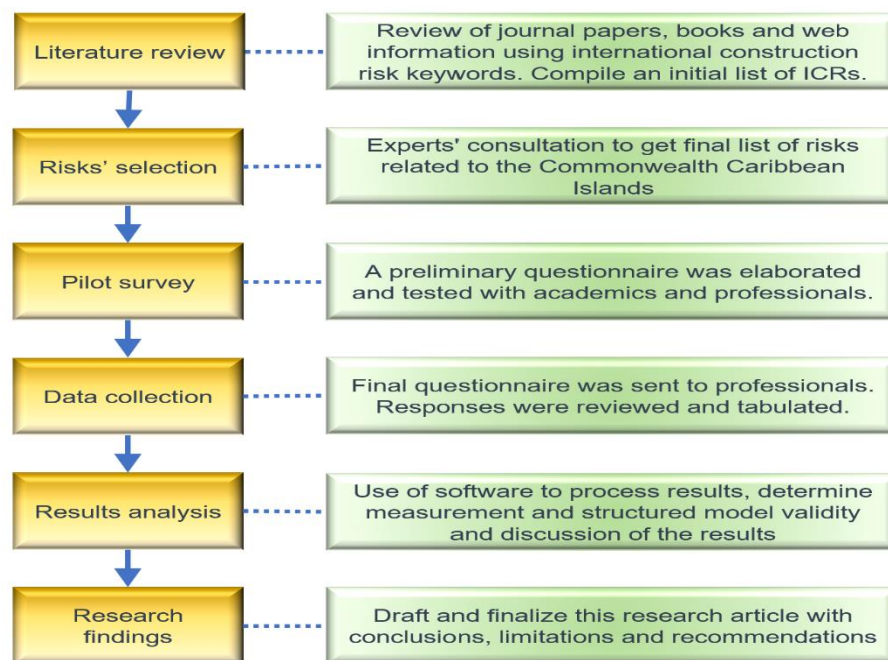 Literature review
Review of journal papers, books and web
information using international construction
risk keywords. Compile an initial list of ICRs.
Risks' selection
Experts' consultation to get final list of risks
related to the Commonwealth Caribbean
Islands
Pilot survey
A preliminary questionnaire was elaborated
and tested with academics and professionals.
Data collection
Final questionnaire was sent to professionals.
Responses were reviewed and tabulated.
Results analysis
Use of software to process results, determine
measurement and structured model validity
and discussion of the results
Research
findings
Draft and finalize this research article with
conclusions, limitations and recommendations